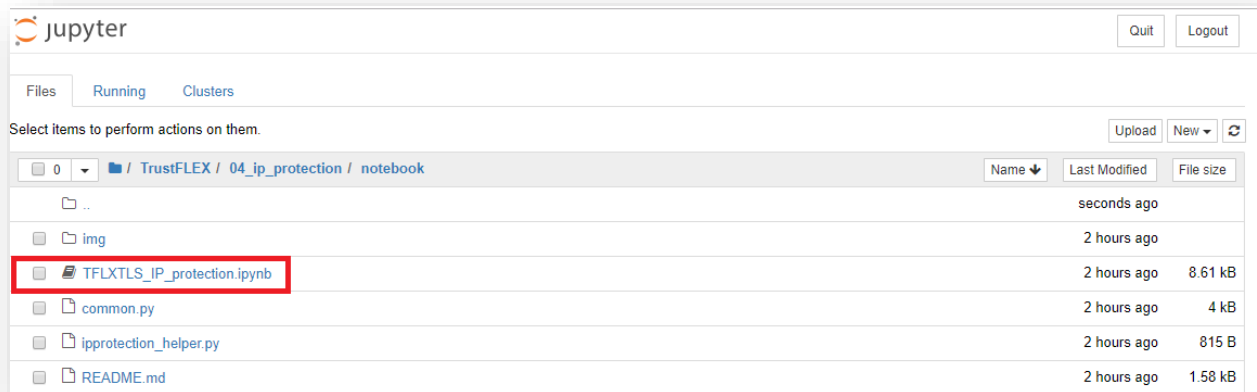 jupyter Quit Logout
Files Running Clusters
Select items to perform actions on them. Upload New
0 / TrustFLEX / 04_ip_protection / notebook Name Last Modified File size
.. seconds ago
img 2 hours ago
TFLXTLS_IP_protection.ipynb 2 hours ago 8.61 kB
common.py 2 hours ago 4 kB
ipprotection_helper.py 2 hours ago 815 B
README.md 2 hours ago 1.58 kB